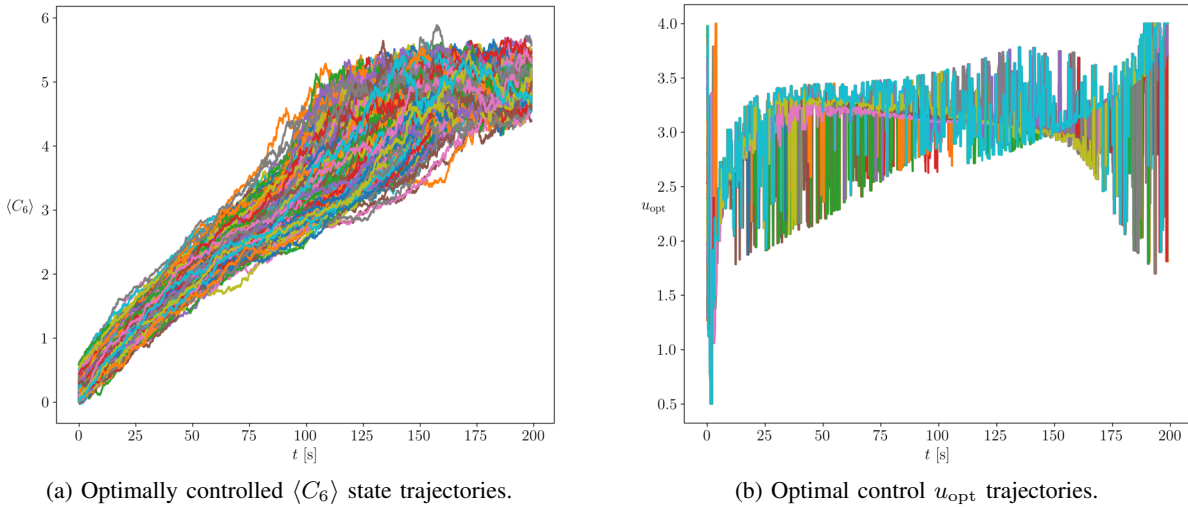 6
5
4
⟨C₆⟩
3
2
1
0
0 25 50 75 100 125 150 175 200
t [s]
(a) Optimally controlled ⟨C₆⟩ state trajectories.
4.0
3.5
3.0
2.5
u_opt
2.0
1.5
1.0
0.5
0 25 50 75 100 125 150 175 200
t [s]
(b) Optimal control u_opt trajectories.